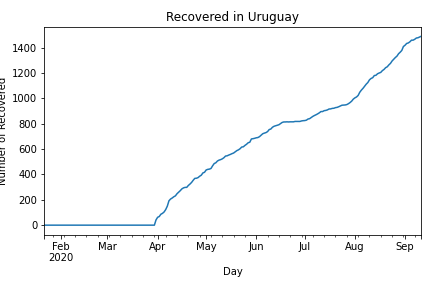 Recovered in Uruguay
Number of Recovered
1400
1200
1000
800
600
400
200
0
Feb Mar Apr May Jun Jul Aug Sep
2020
Day